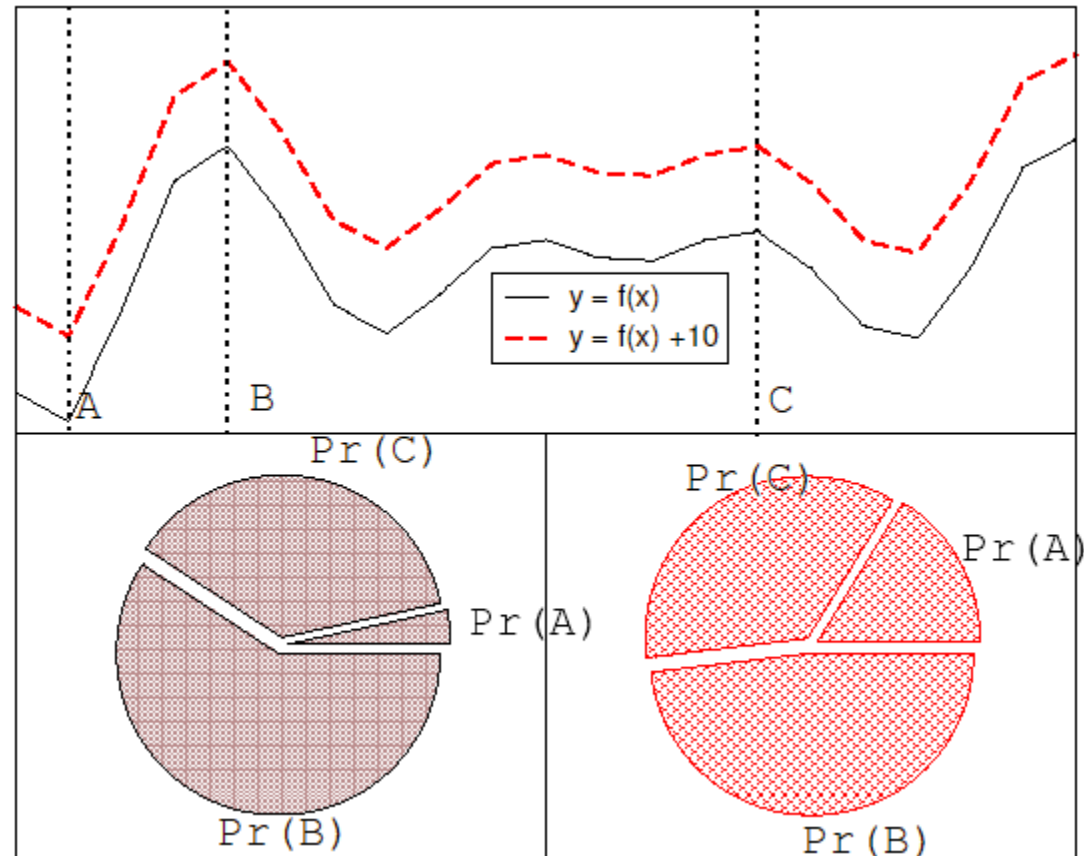 y = f(x)
y = f(x) +10
A
B
C
Pr(C)
Pr(A)
Pr(B)
Pr(C)
Pr(A)
Pr(B)